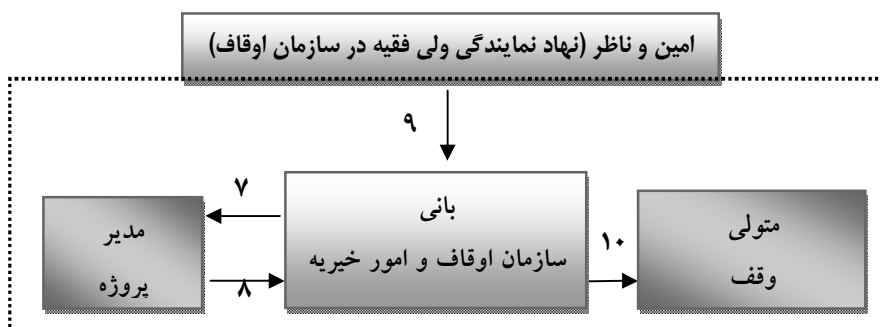 امین و ناظر (نهاد نمایندگی ولی فقیه در سازمان اوقاف)
۹
متولی
وقف
۱۰
بانی
سازمان اوقاف و امور خیریه
۷
۸
مدیر
پروژه